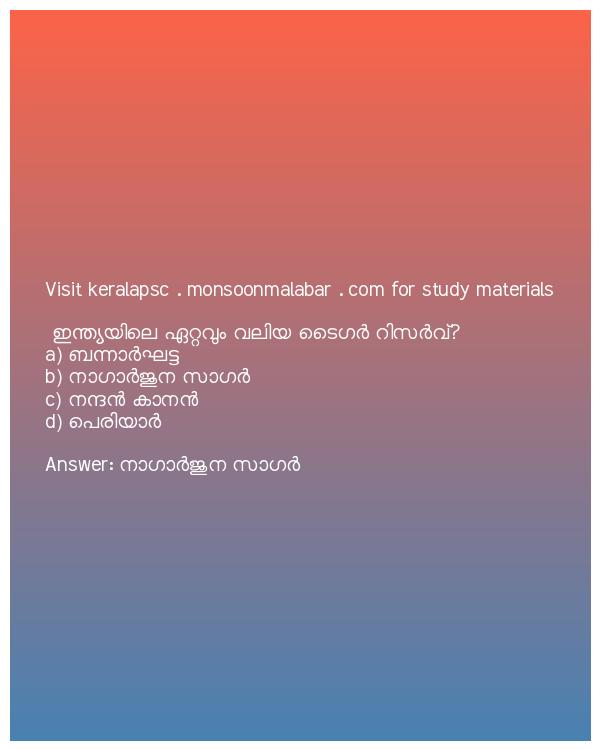 Visit keralapsc . monsoonmalabar . com for study materials
ഇന്ത്യയിലെ ഏറ്റവും വലിയ ടൈഗർ റിസർവ്?
a) ബന്നാർഘട്ട
b) നാഗാർജുന സാഗർ
c) നന്ദൻ കാനൻ
d) പെരിയാർ
Answer: നാഗാർജുന സാഗർ